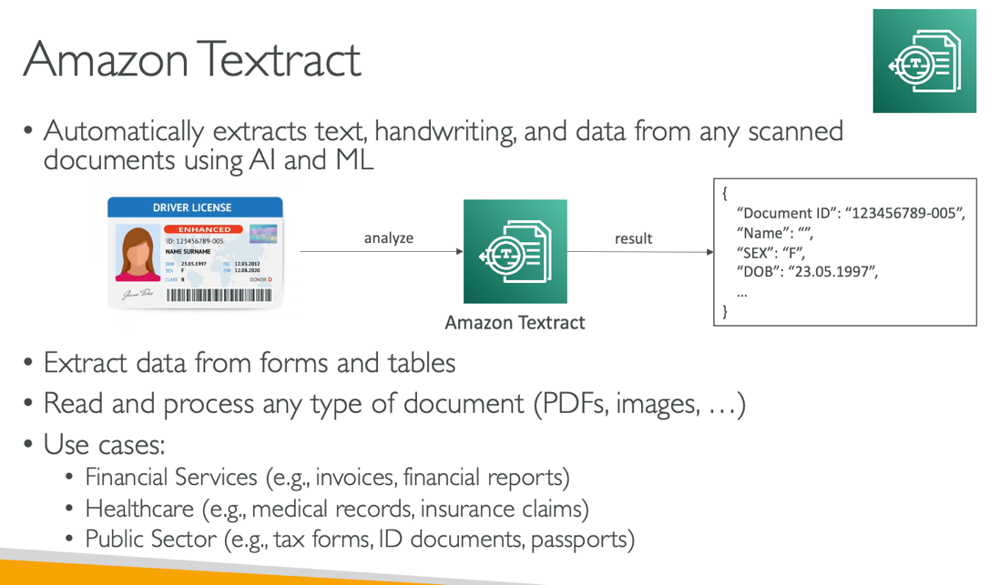 Amazon Textract
• Automatically extracts text, handwriting, and data from any scanned
documents using AI and ML
DRIVER LICENSE
ENHANCED
ID: 123456789-005
NAME SURNAME
DOB 23.05.1997 ISS 12.03.2012
SEX F EXP 12.08.2020
CLASS B DONOR
Jane Doe
analyze
Amazon Textract
result
{
"Document ID": "123456789-005",
"Name": "",
"SEX": "F",
"DOB": "23.05.1997",
...
}
• Extract data from forms and tables
• Read and process any type of document (PDFs, images, …)
• Use cases:
• Financial Services (e.g., invoices, financial reports)
• Healthcare (e.g., medical records, insurance claims)
• Public Sector (e.g., tax forms, ID documents, passports)